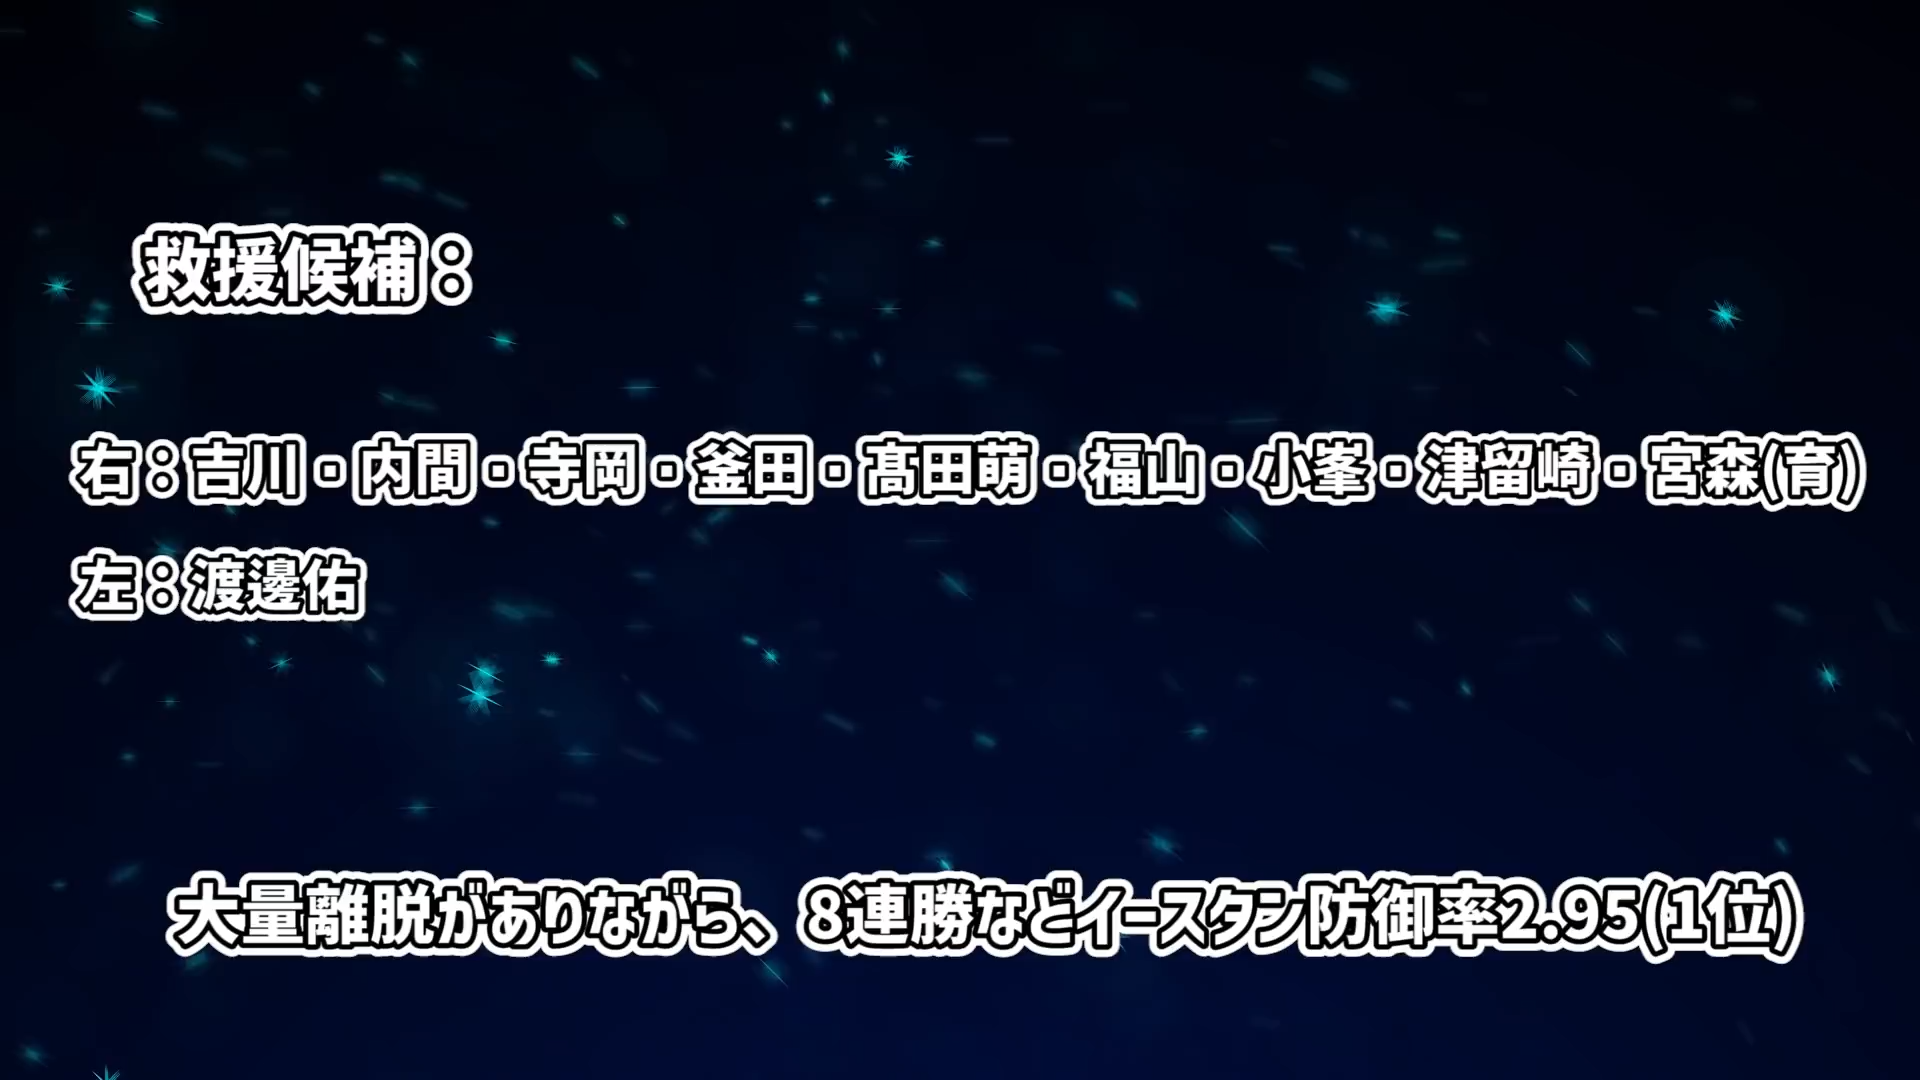 救援候補：
右：吉川・内間・寺岡・釜田・髙田萌・福山・小峯・津留﨑・宮森(育)
左：渡邊佑
大量離脱がありながら、8連勝などイースタン防御率2.95(1位)